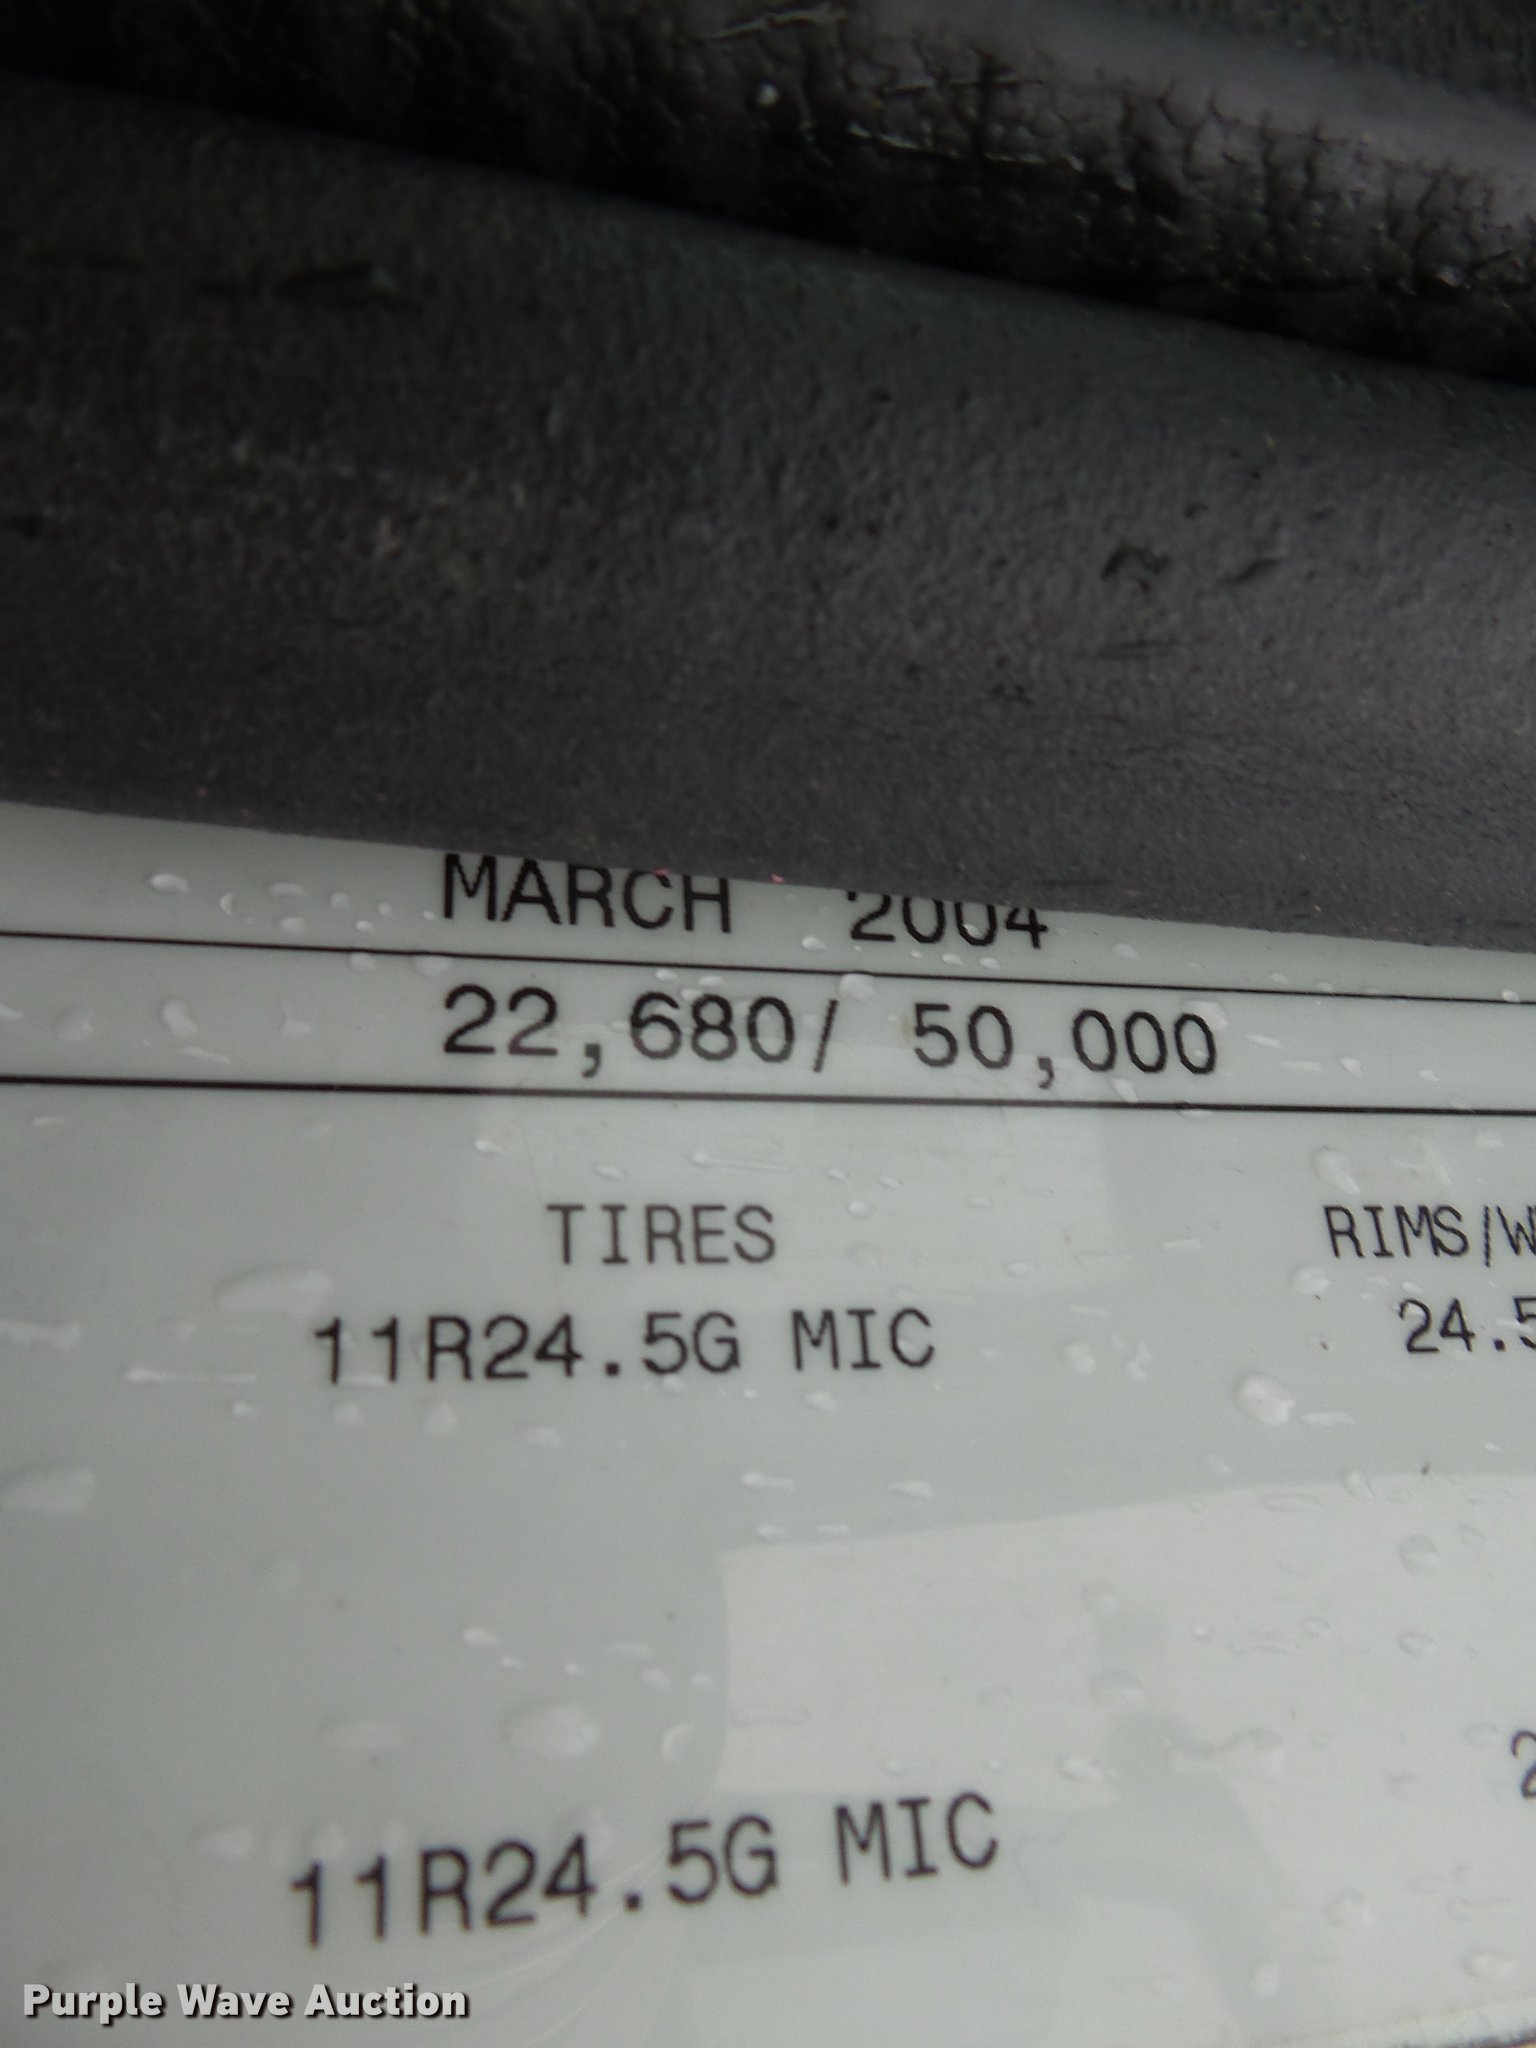 MARCH 2004
22,680/ 50,000
TIRES RIMS/W
11R24.5G MIC 24.5
11R24.5G MIC 2
Purple Wave Auction